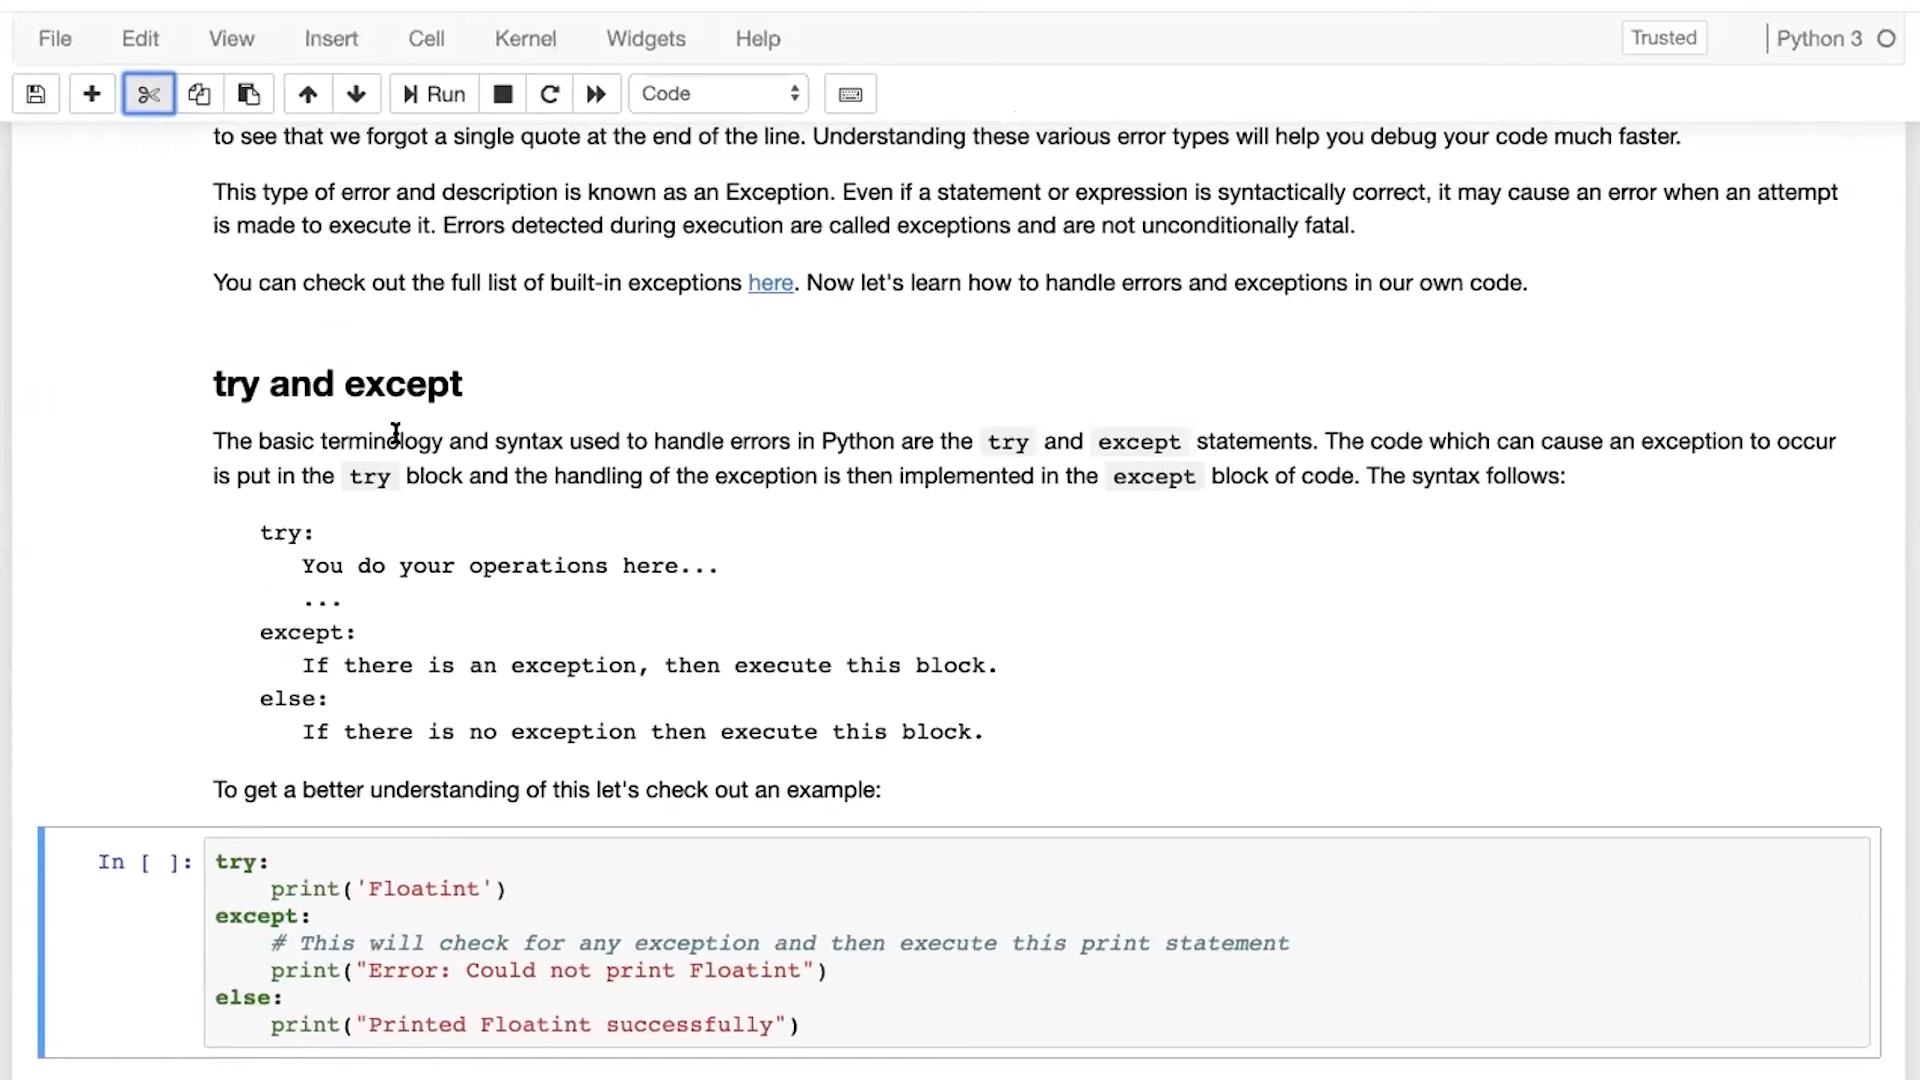 File Edit View Insert Cell Kernel Widgets Help Trusted Python 3
Run Code
to see that we forgot a single quote at the end of the line. Understanding these various error types will help you debug your code much faster.
This type of error and description is known as an Exception. Even if a statement or expression is syntactically correct, it may cause an error when an attempt
is made to execute it. Errors detected during execution are called exceptions and are not unconditionally fatal.
You can check out the full list of built-in exceptions here. Now let's learn how to handle errors and exceptions in our own code.
try and except
The basic terminology and syntax used to handle errors in Python are the try and except statements. The code which can cause an exception to occur
is put in the try block and the handling of the exception is then implemented in the except block of code. The syntax follows:
try:
You do your operations here...
...
except:
If there is an exception, then execute this block.
else:
If there is no exception then execute this block.
To get a better understanding of this let's check out an example:
In [ ]: try:
print('Floatint')
except:
# This will check for any exception and then execute this print statement
print("Error: Could not print Floatint")
else:
print("Printed Floatint successfully")